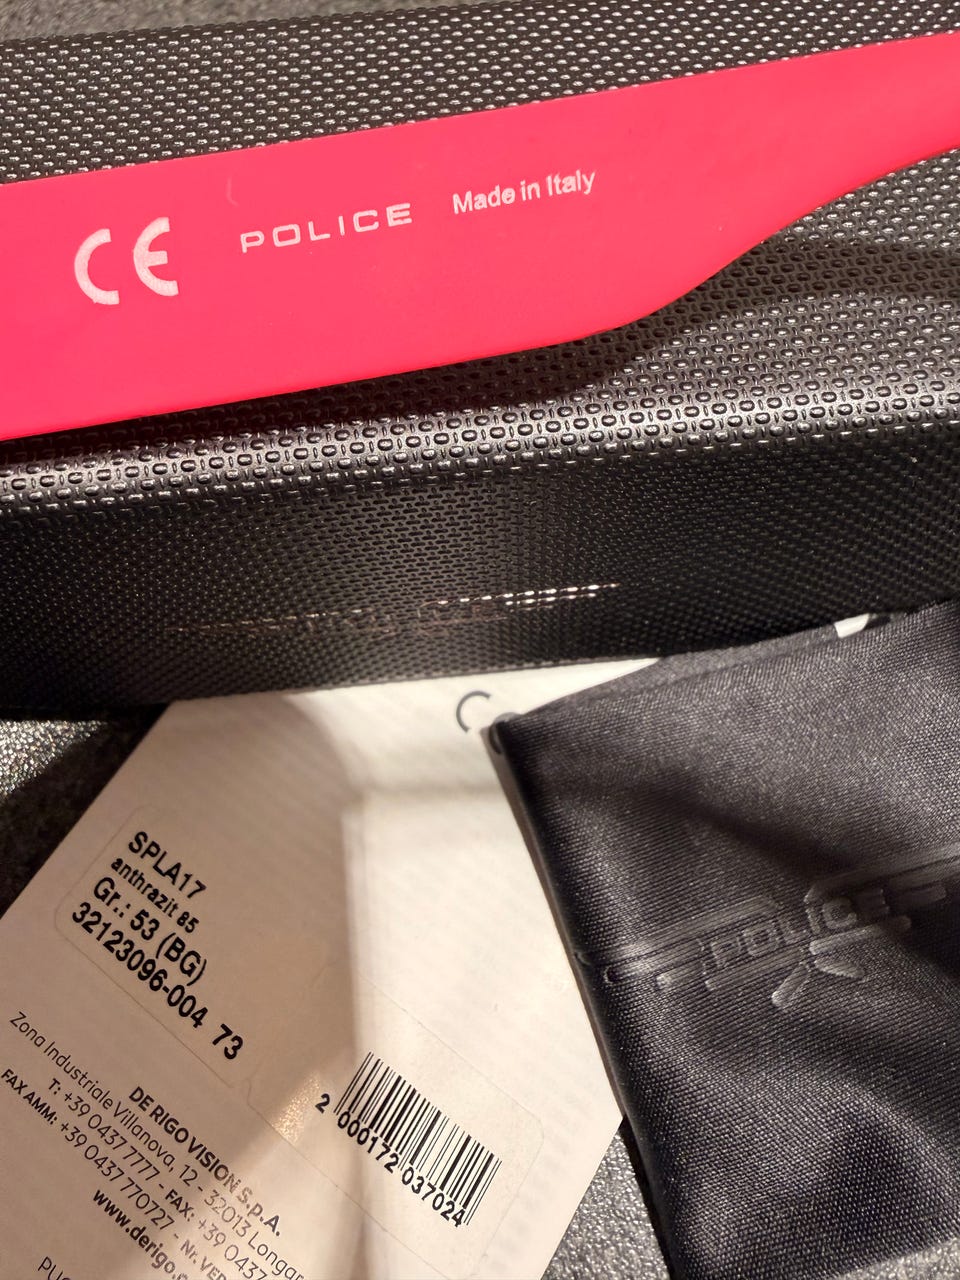 CE POLICE Made in Italy
SPLA17
anthrazit 85
Gr.: 53 (BG)
32123096-004 73
2 000172 037024
DE RIGO VISION S.p.A.
Zona Industriale Villanova, 12 - 32013 Longar
T: +39 0437 7777 - FAX: +39 0437
FAX AMM: +39 0437 770727 - Nr. VER
www.derigo.c
POLICE